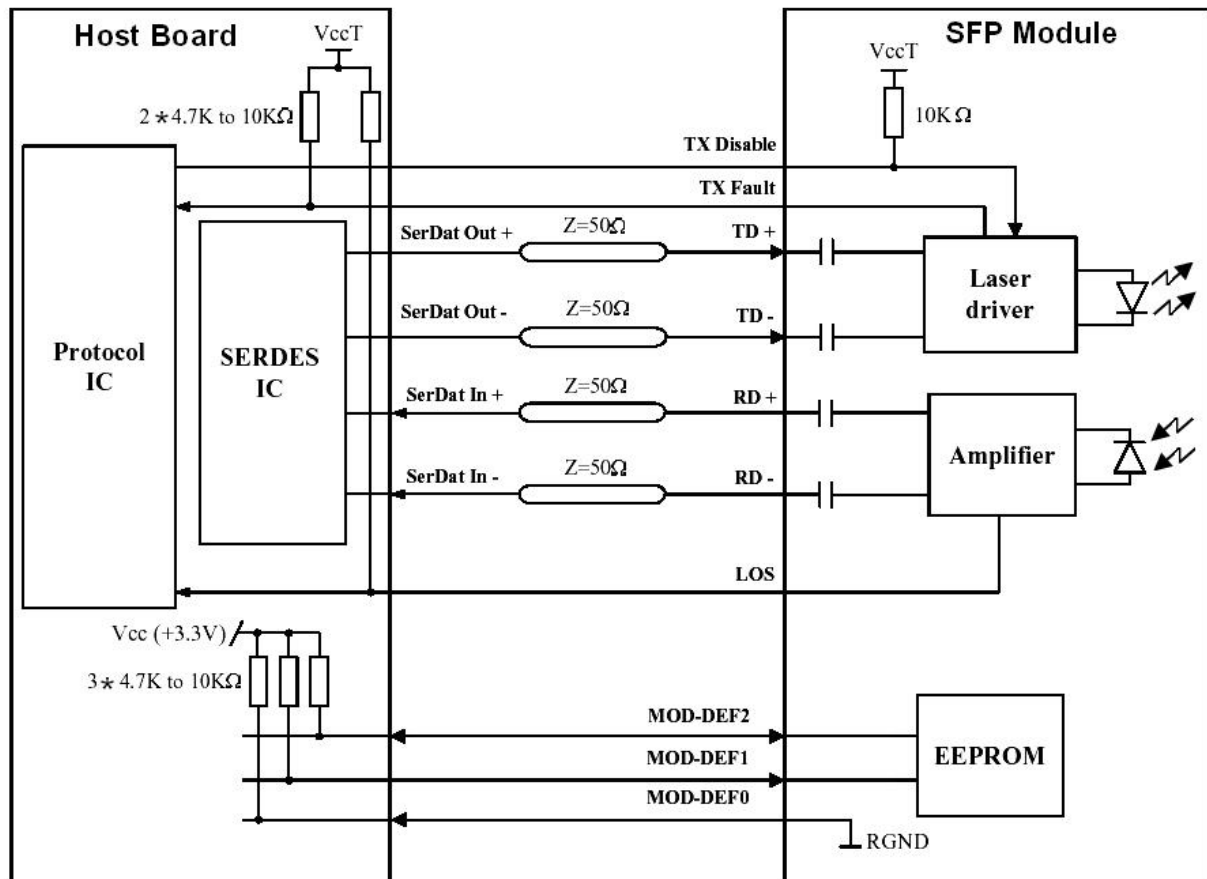 Host Board
SFP Module
VccT
VccT
2*4.7K to 10KΩ
10KΩ
TX Disable
TX Fault
SerDat Out +
Z=50Ω
TD +
SerDat Out -
Z=50Ω
TD -
Laser
driver
Protocol
IC
SERDES
IC
SerDat In +
Z=50Ω
RD +
SerDat In -
Z=50Ω
RD -
Amplifier
LOS
Vcc (+3.3V)
3*4.7K to 10KΩ
MOD-DEF2
MOD-DEF1
MOD-DEF0
EEPROM
RGND